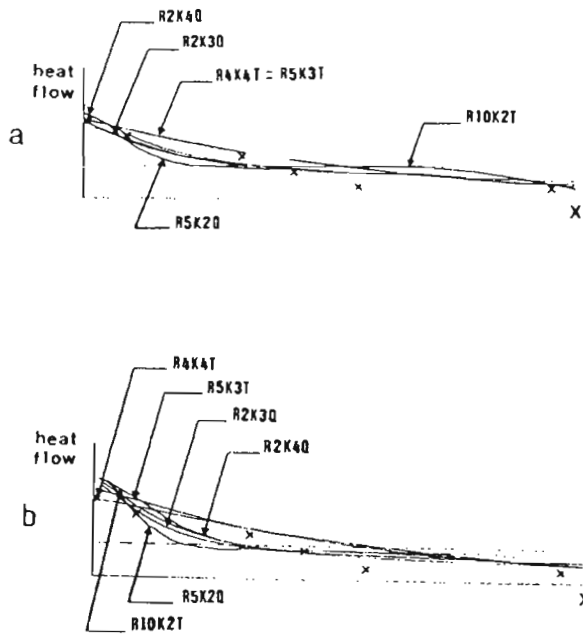 R2K4Q
R2K3Q
heat
flow
R4K4T = R5K3T
R10K2T
a
R5K2Q
X
R4K4T
R5K3T
R2K3Q
R2K4Q
heat
flow
b
R5K2Q
R10K2T
X